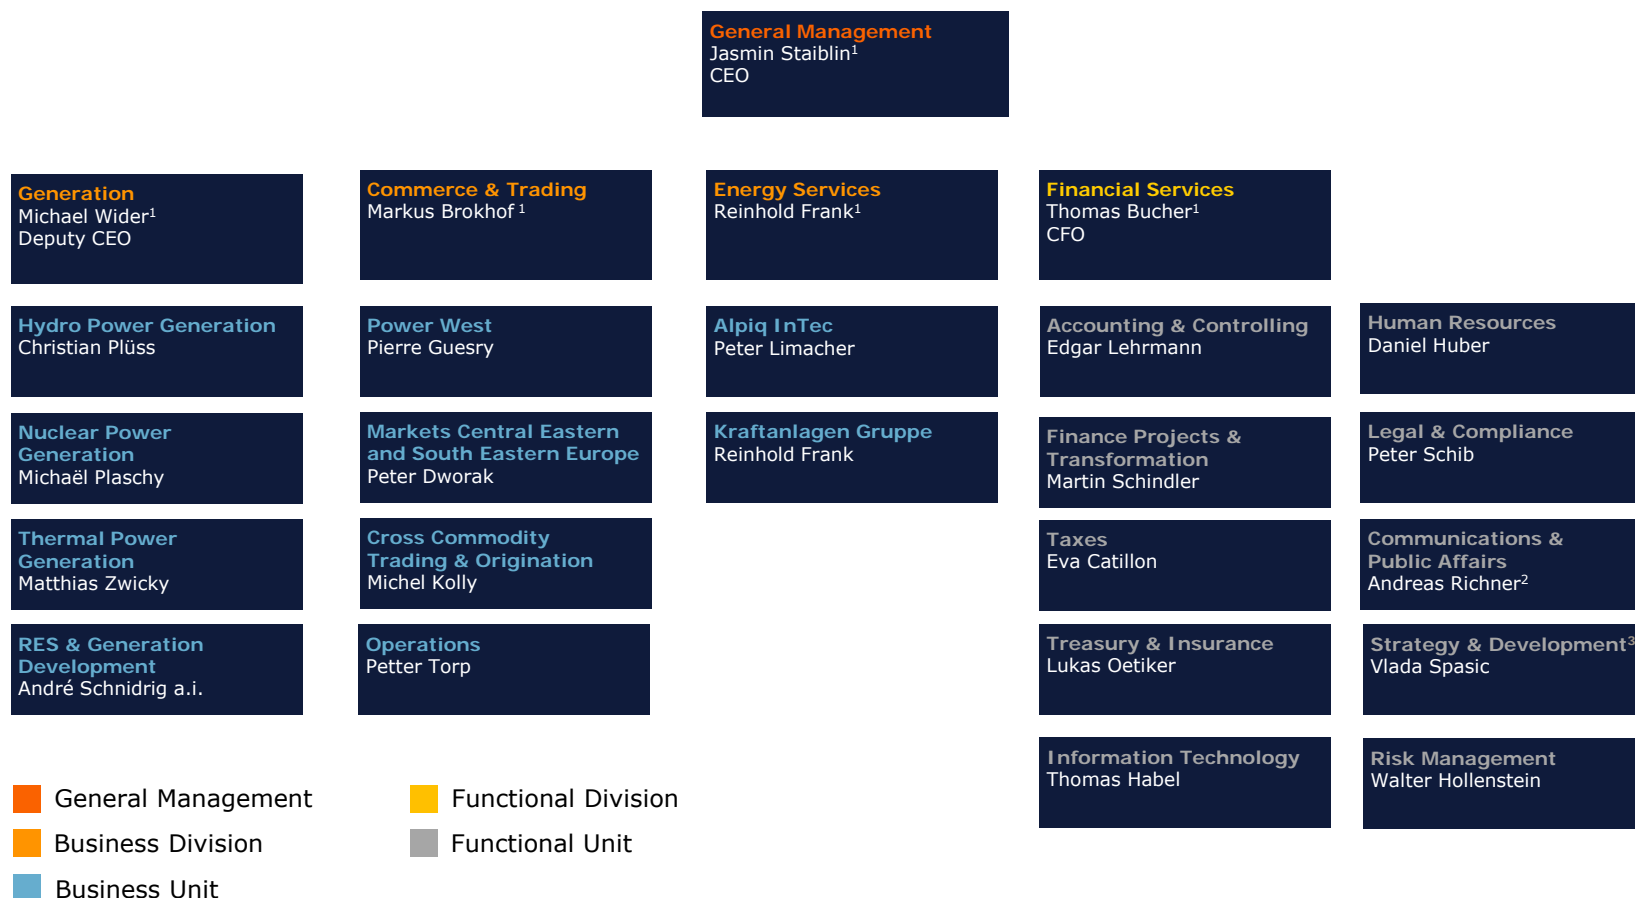 General Management
Jasmin Staiblin¹
CEO
Generation
Michael Wider¹
Deputy CEO
Commerce & Trading
Markus Brokhof ¹
Energy Services
Reinhold Frank¹
Financial Services
Thomas Bucher¹
CFO
Hydro Power Generation
Christian Plüss
Nuclear Power
Generation
Michaël Plaschy
Thermal Power
Generation
Matthias Zwicky
RES & Generation
Development
André Schnidrig a.i.
Power West
Pierre Guesry
Markets Central Eastern
and South Eastern Europe
Peter Dworak
Cross Commodity
Trading & Origination
Michel Kolly
Operations
Petter Torp
Alpiq InTec
Peter Limacher
Kraftanlagen Gruppe
Reinhold Frank
Accounting & Controlling
Edgar Lehrmann
Finance Projects &
Transformation
Martin Schindler
Taxes
Eva Catillon
Treasury & Insurance
Lukas Oetiker
Information Technology
Thomas Habel
Human Resources
Daniel Huber
Legal & Compliance
Peter Schib
Communications &
Public Affairs
Andreas Richner²
Strategy & Development³
Vlada Spasic
Risk Management
Walter Hollenstein
General Management
Business Division
Business Unit
Functional Division
Functional Unit